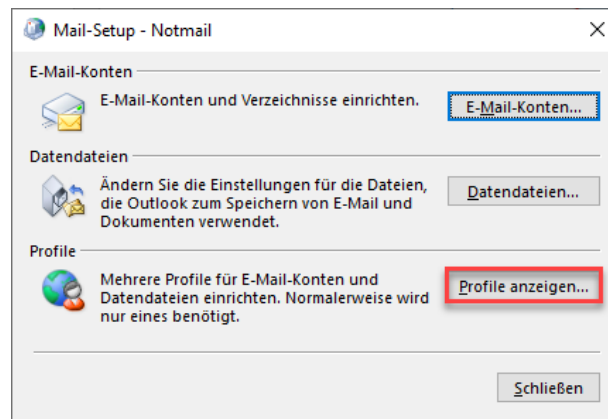 Mail-Setup - Notmail
E-Mail-Konten
E-Mail-Konten und Verzeichnisse einrichten.
E-Mail-Konten...
Datendateien
Ändern Sie die Einstellungen für die Dateien,
die Outlook zum Speichern von E-Mail und
Dokumenten verwendet.
Datendateien...
Profile
Mehrere Profile für E-Mail-Konten und
Datendateien einrichten. Normalerweise wird
nur eines benötigt.
Profile anzeigen...
Schließen